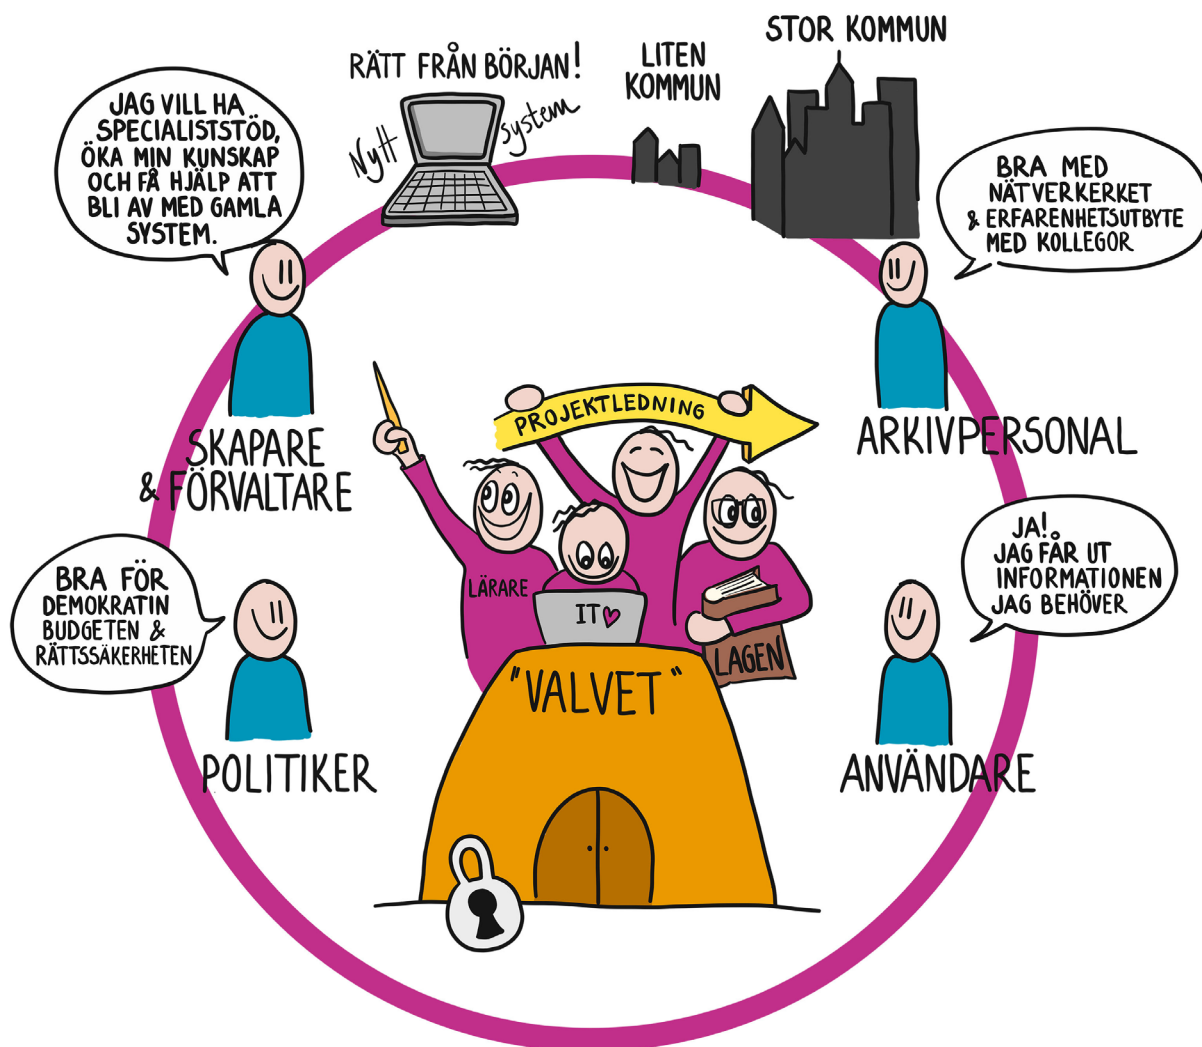 RÄTT FRÅN BÖRJAN!
Nytt system
LITEN
KOMMUN
STOR KOMMUN
JAG VILL HA
SPECIALISTSTÖD,
ÖKA MIN KUNSKAP
OCH FÅ HJÄLP ATT
BLI AV MED GAMLA
SYSTEM.
BRA MED
NÄTVERKERKET
& ERFARENHETSUTBYTE
MED KOLLEGOR
SKAPARE
& FÖRVALTARE
PROJEKTLEDNING
ARKIVPERSONAL
BRA FÖR
DEMOKRATIN
BUDGETEN &
RÄTTSSÄKERHETEN
LÄRARE
IT
LAGEN
JA!
JAG FÅR UT
INFORMATIONEN
JAG BEHÖVER
"VALVET"
POLITIKER
ANVÄNDARE